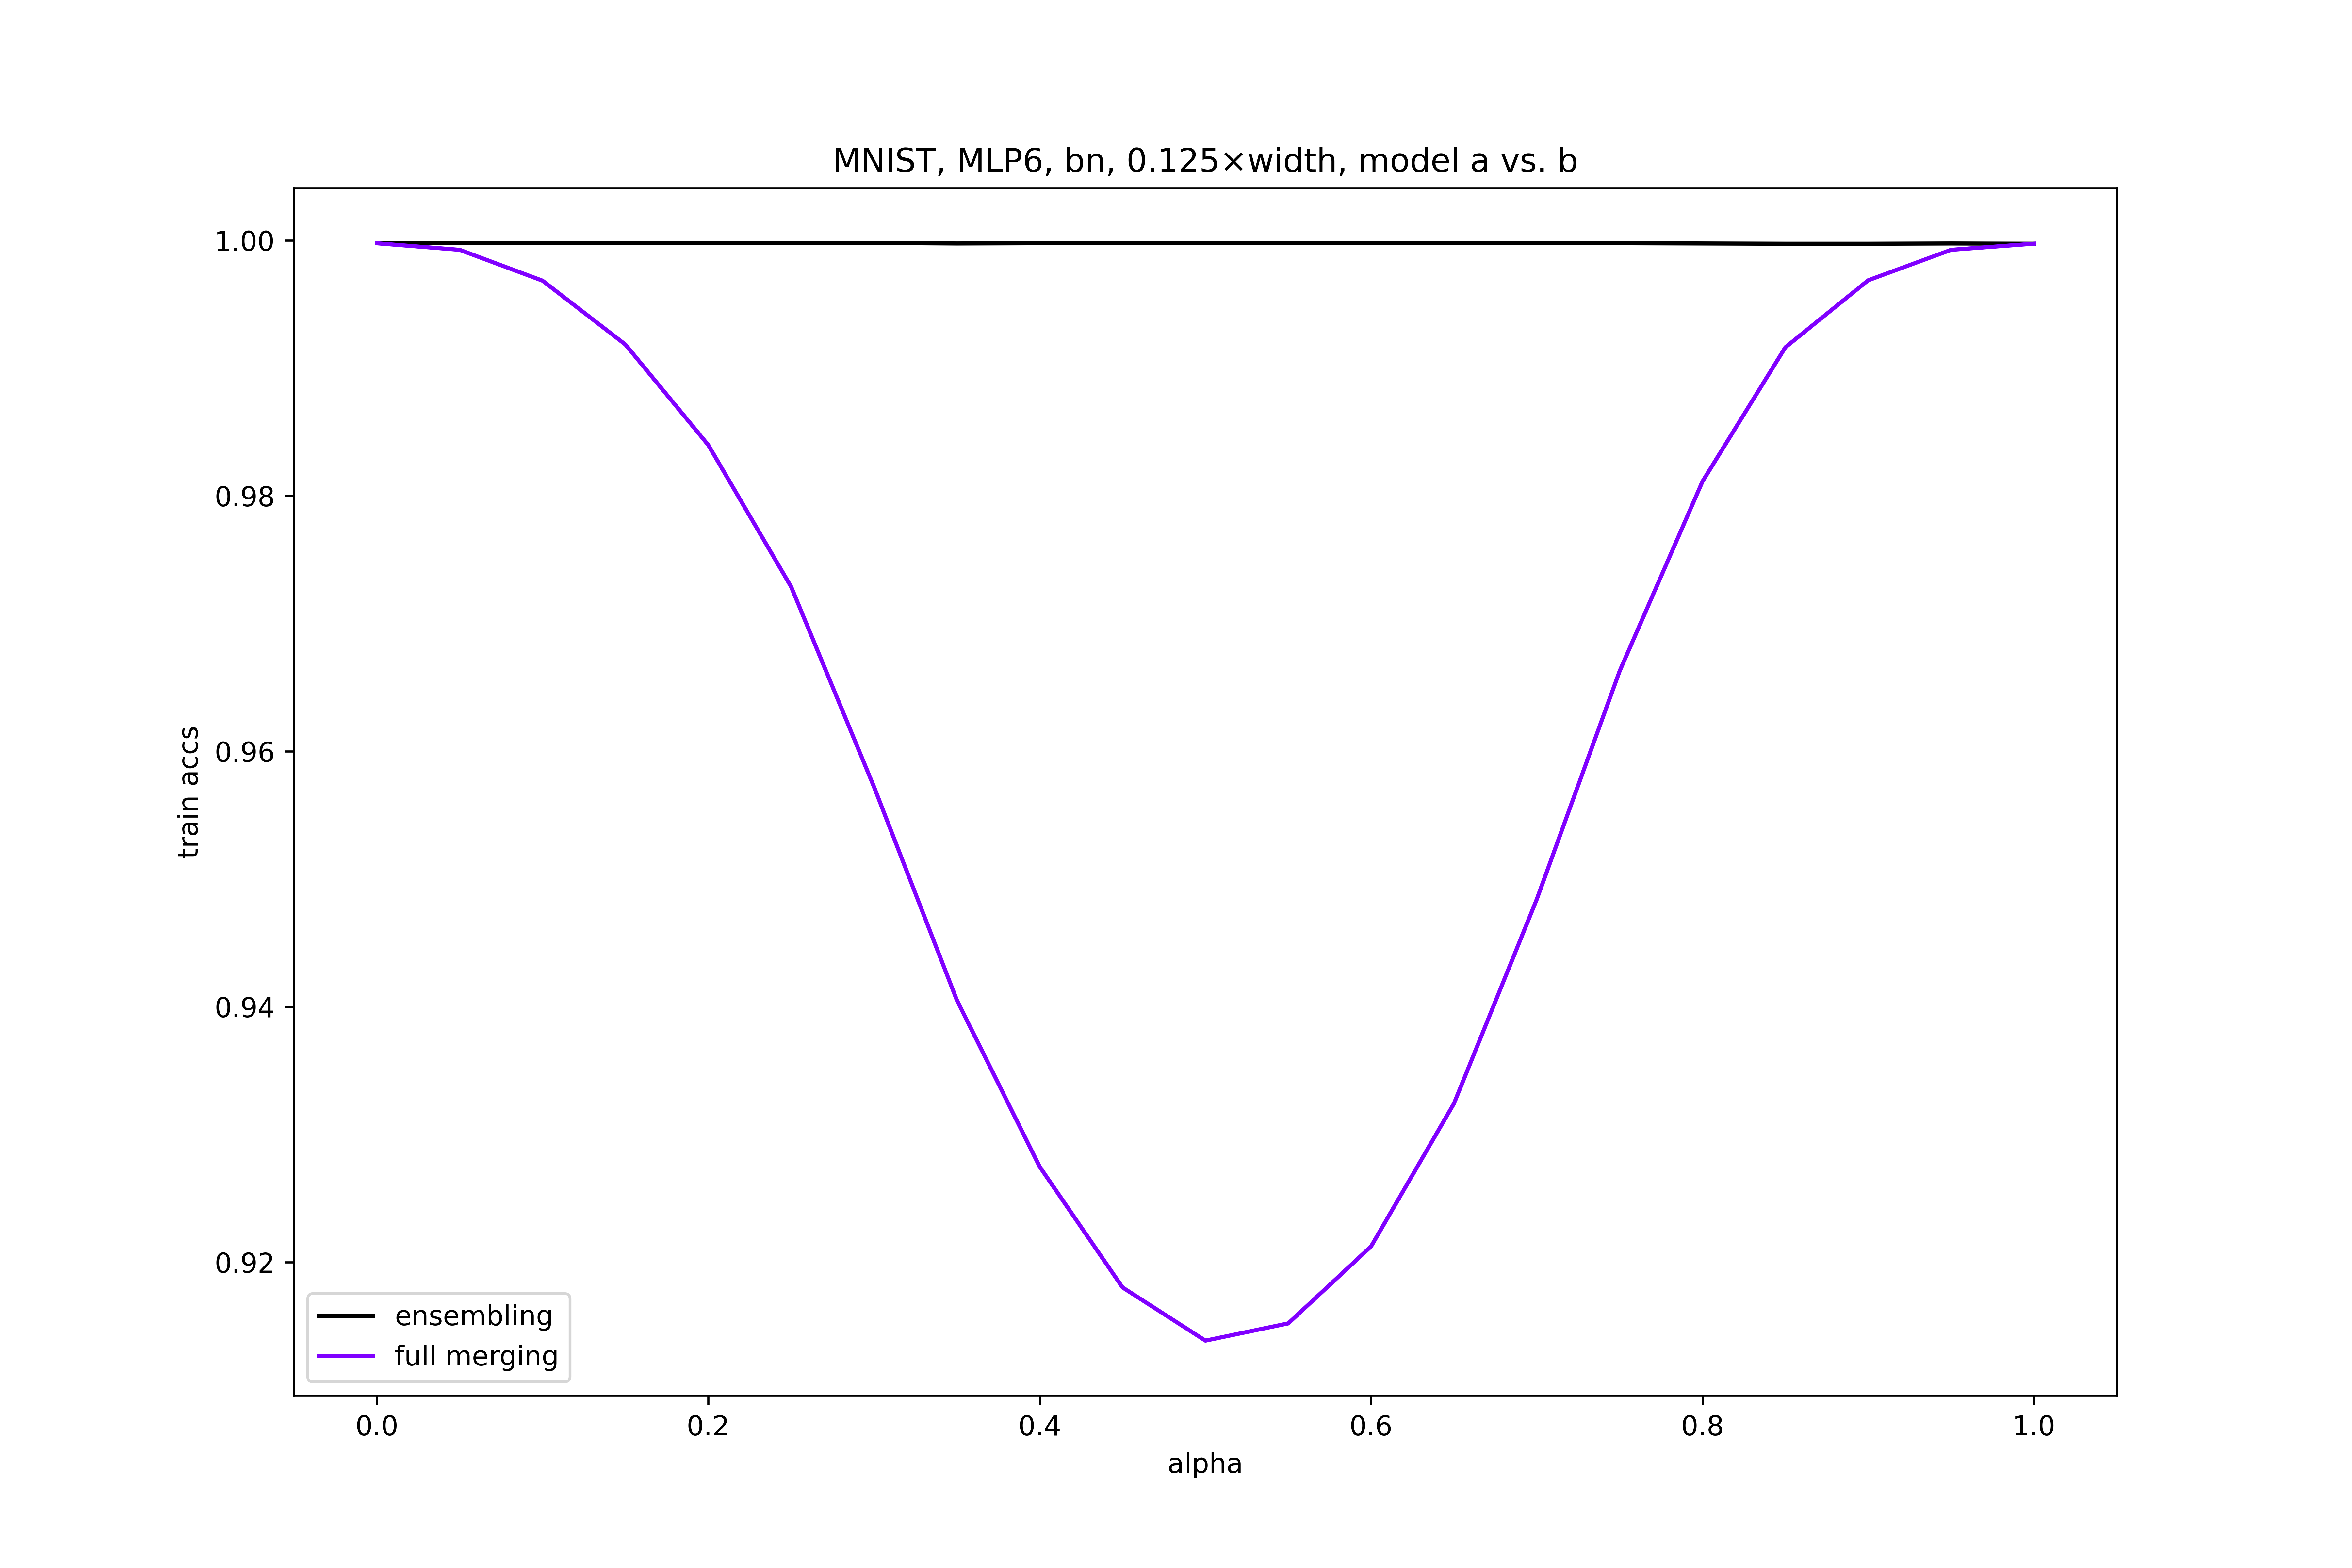 MNIST, MLP6, bn, 0.125×width, model a vs. b
1.00
0.98
0.96
0.94
0.92
train accs
ensembling
full merging
0.0 0.2 0.4 0.6 0.8 1.0
alpha